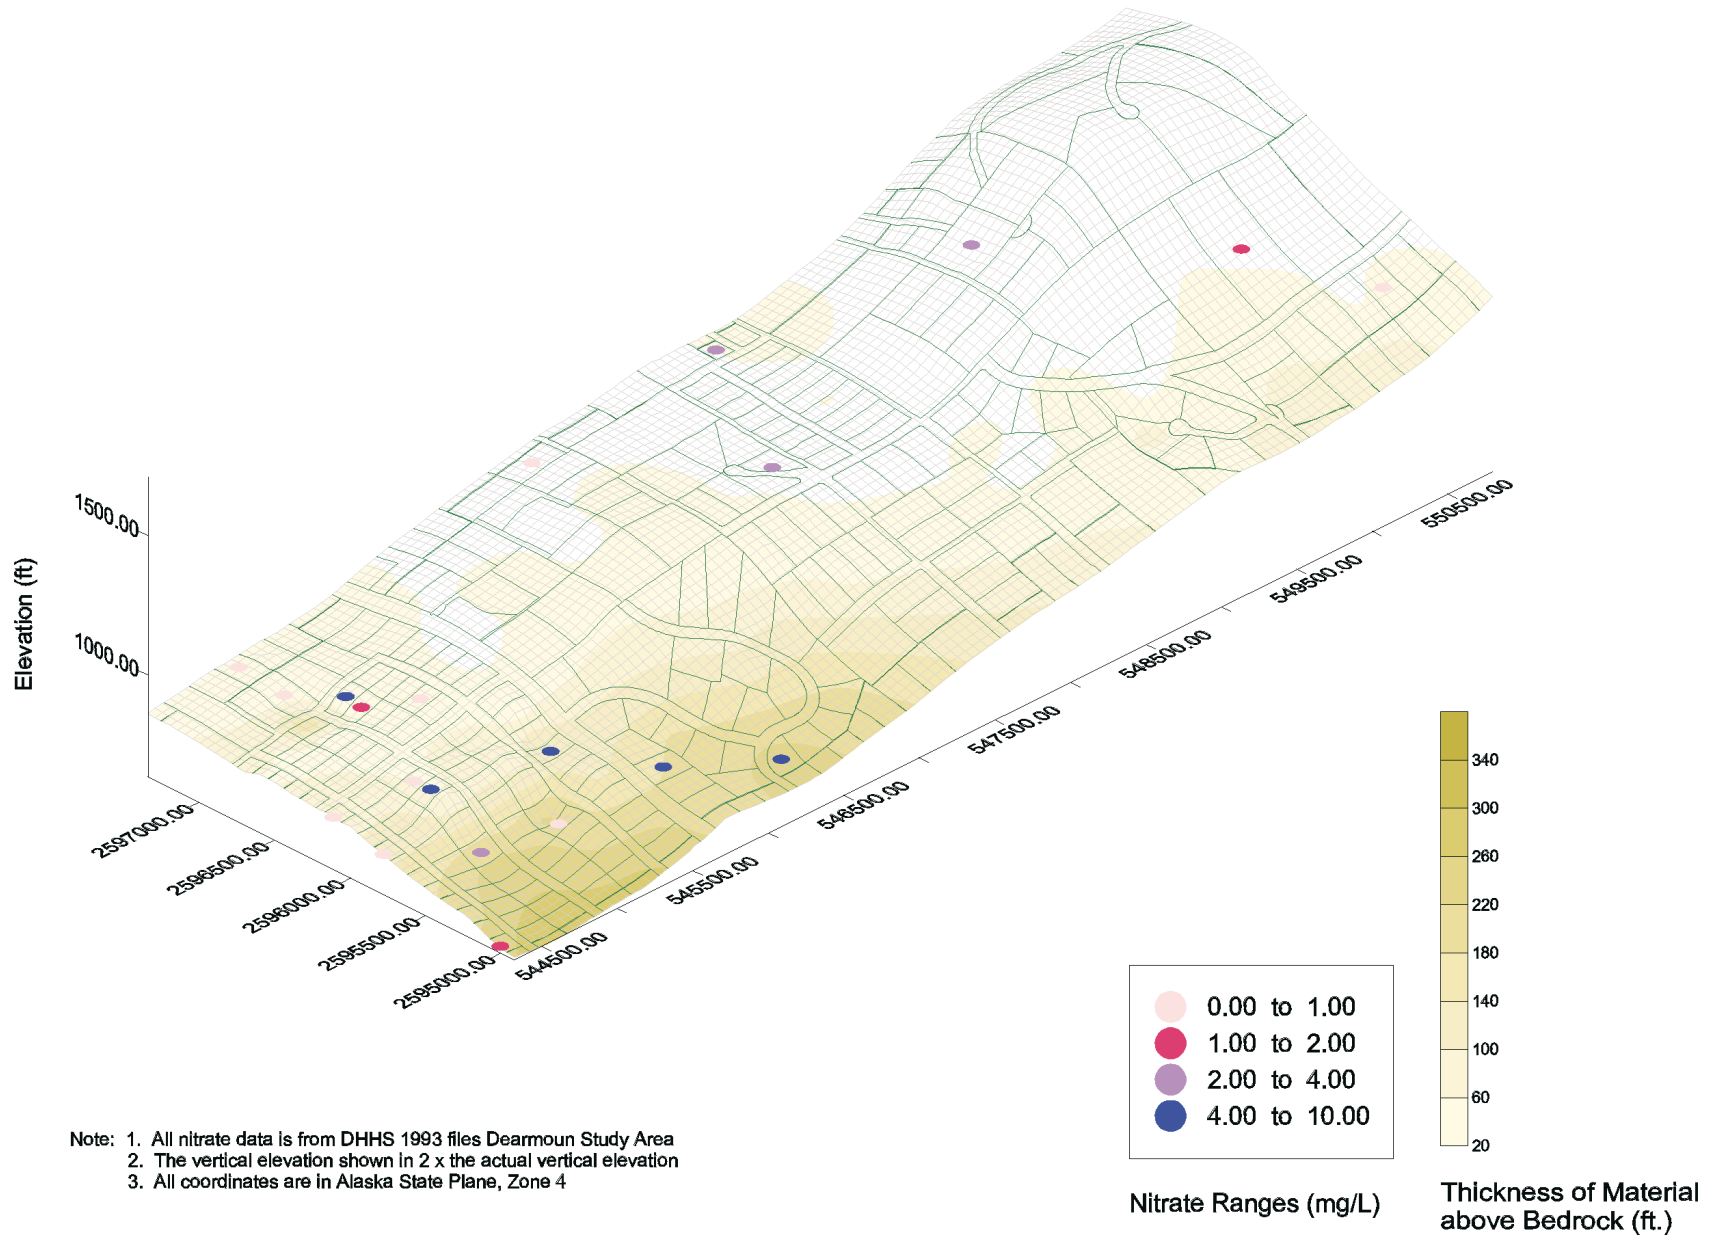 Elevation (ft)
1500.00
1000.00
2597000.00
2596500.00
2596000.00
2595500.00
2595000.00
544500.00
545500.00
546500.00
547500.00
548500.00
549500.00
550500.00
340
300
260
220
180
140
100
60
20
Thickness of Material
above Bedrock (ft.)
0.00 to 1.00
1.00 to 2.00
2.00 to 4.00
4.00 to 10.00
Nitrate Ranges (mg/L)
Note: 1. All nitrate data is from DHHS 1993 files Dearmoun Study Area
2. The vertical elevation shown in 2 x the actual vertical elevation
3. All coordinates are in Alaska State Plane, Zone 4